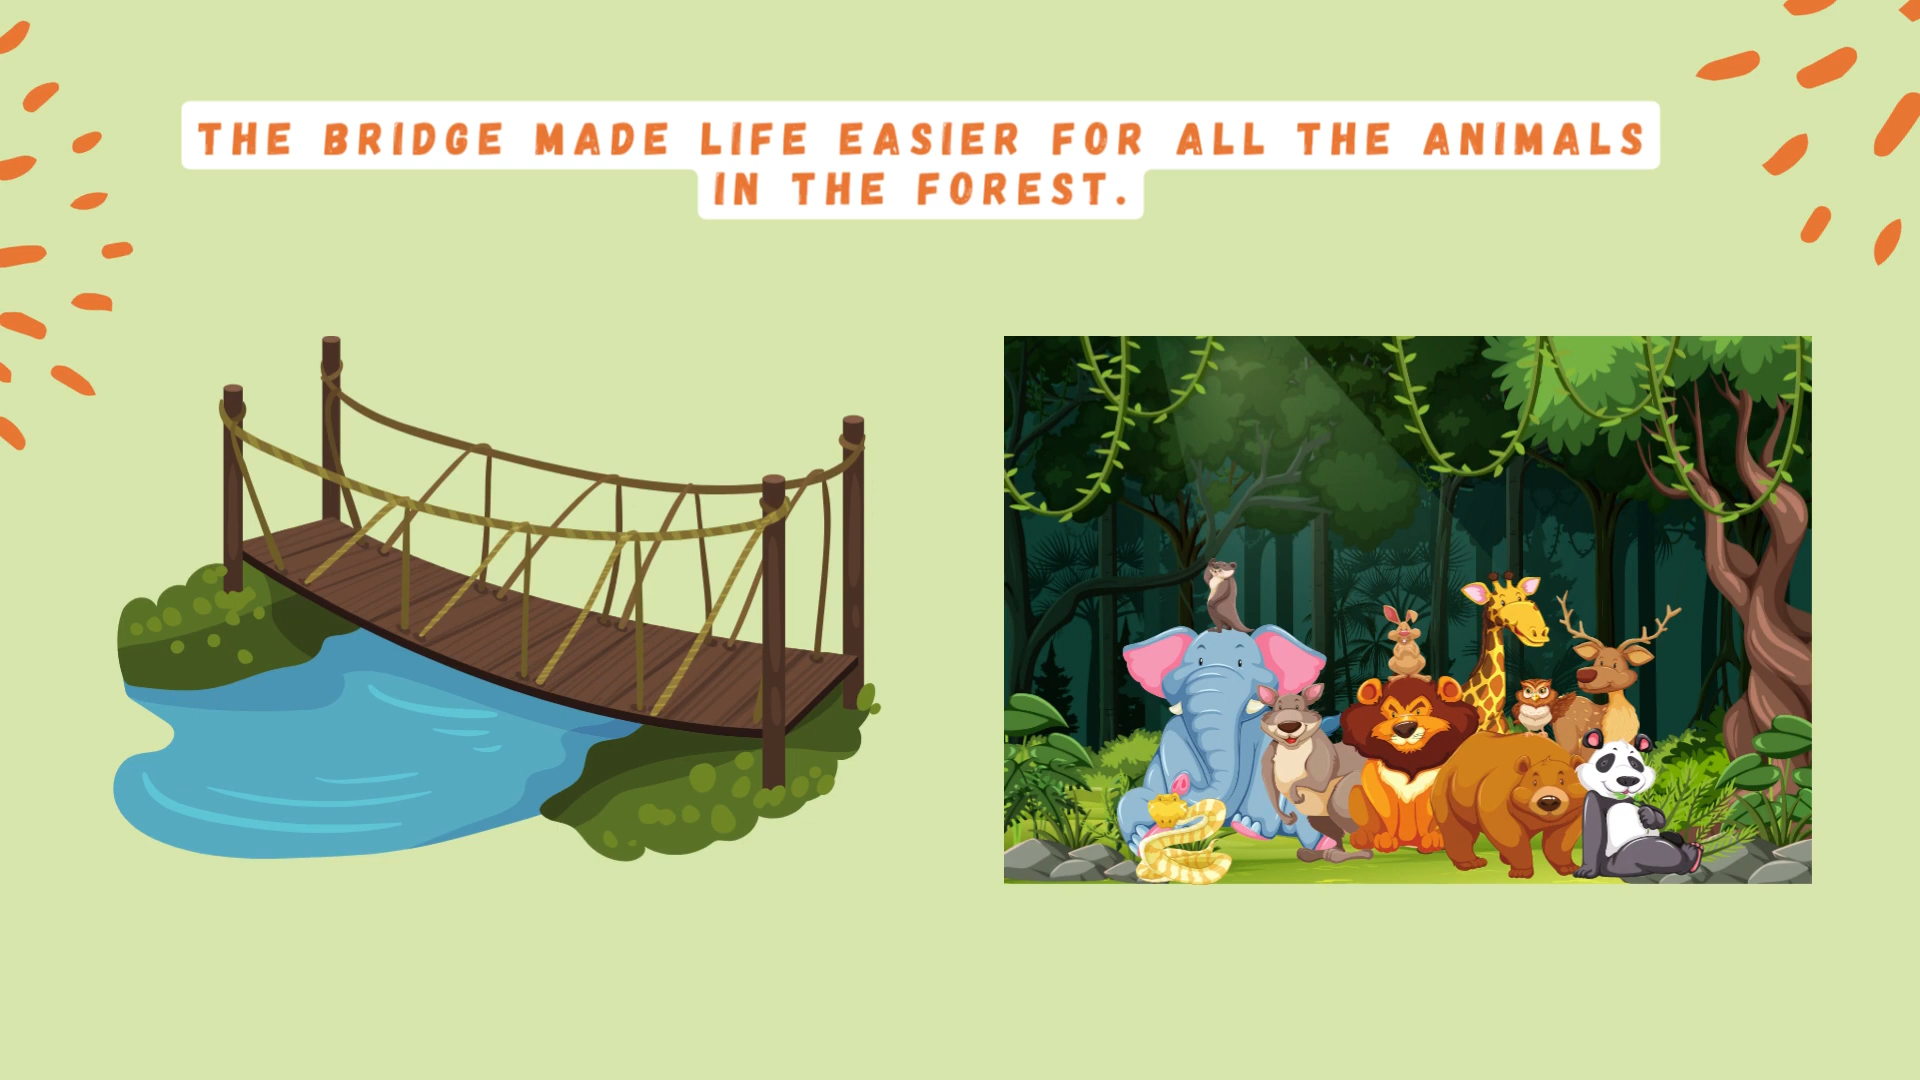 THE BRIDGE MADE LIFE EASIER FOR ALL THE ANIMALS
IN THE FOREST.